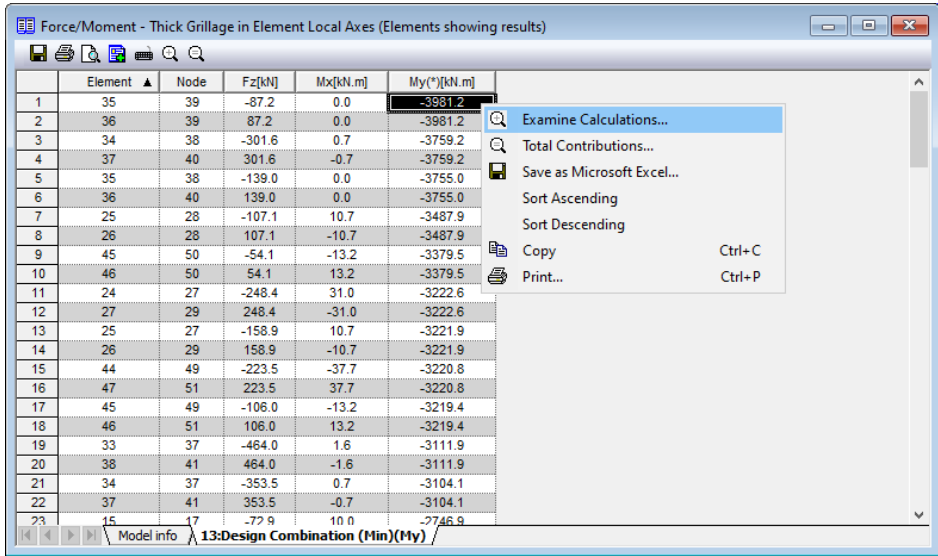 Force/Moment - Thick Grillage in Element Local Axes (Elements showing results)
Element ▲ Node Fz[kN] Mx[kN.m] My(*)[kN.m]
1 35 39 -87.2 0.0 -3981.2
2 36 39 87.2 0.0 -3981.2
3 34 38 -301.6 0.7 -3759.2
4 37 40 301.6 -0.7 -3759.2
5 35 38 -139.0 0.0 -3755.0
6 36 40 139.0 0.0 -3755.0
7 25 28 -107.1 10.7 -3487.9
8 26 28 107.1 -10.7 -3487.9
9 45 50 -54.1 -13.2 -3379.5
10 46 50 54.1 13.2 -3379.5
11 24 27 -248.4 31.0 -3222.6
12 27 29 248.4 -31.0 -3222.6
13 25 27 -158.9 10.7 -3221.9
14 26 29 158.9 -10.7 -3221.9
15 44 49 -223.5 -37.7 -3220.8
16 47 51 223.5 37.7 -3220.8
17 45 49 -106.0 -13.2 -3219.4
18 46 51 106.0 13.2 -3219.4
19 33 37 -464.0 1.6 -3111.9
20 38 41 464.0 -1.6 -3111.9
21 34 37 -353.5 0.7 -3104.1
22 37 41 353.5 -0.7 -3104.1
23 15 17 -72.9 10.0 -2746.9
Examine Calculations...
Total Contributions...
Save as Microsoft Excel...
Sort Ascending
Sort Descending
Copy Ctrl+C
Print... Ctrl+P
Model info 13:Design Combination (Min)(My)